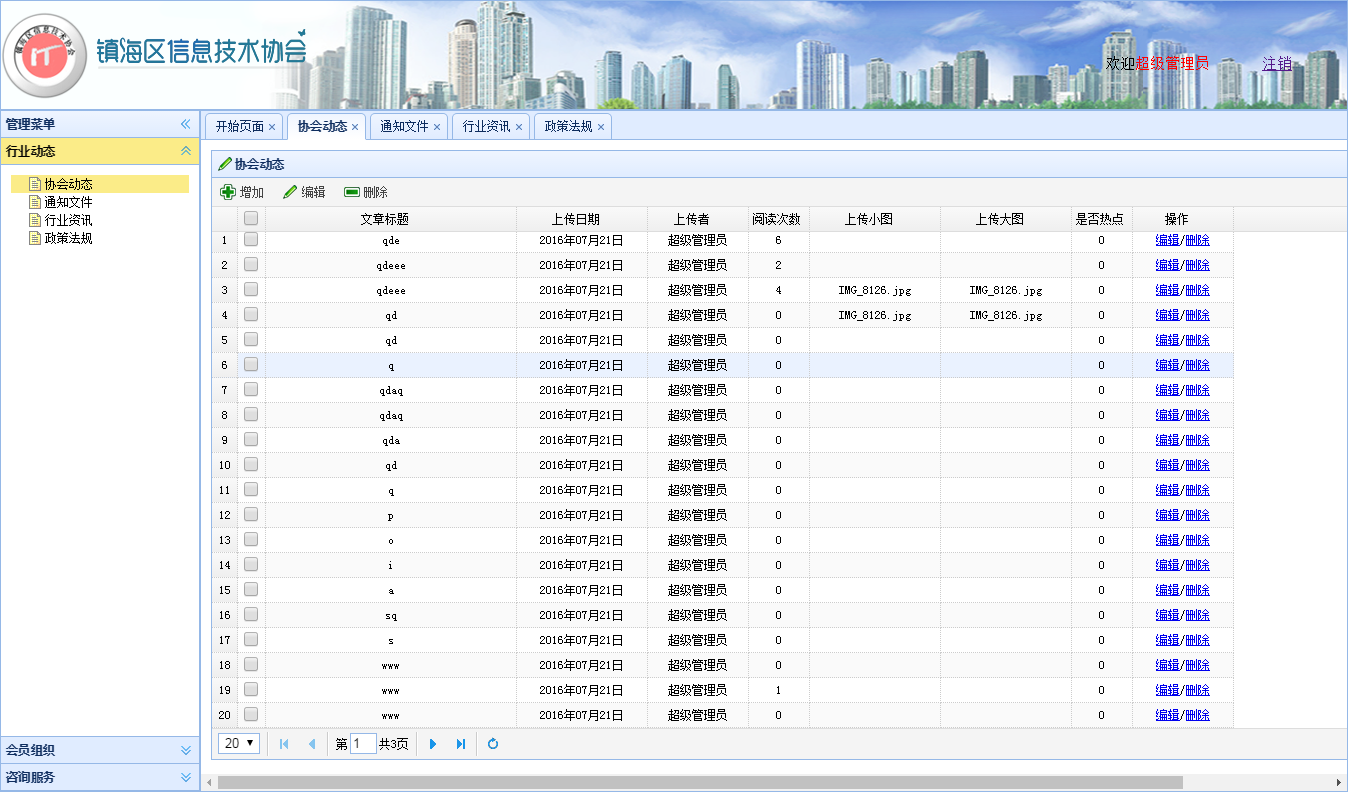 镇海区信息技术协会
IT
镇海区信息技术协会
欢迎超级管理员 注销
管理菜单
行业动态
协会动态
通知文件
行业资讯
政策法规
会员组织
咨询服务
开始页面 协会动态 通知文件 行业资讯 政策法规
协会动态
增加 编辑 删除
文章标题 上传日期 上传者 阅读次数 上传小图 上传大图 是否热点 操作
1 qde 2016年07月21日 超级管理员 6 0 编辑/删除
2 qdeee 2016年07月21日 超级管理员 2 0 编辑/删除
3 qdeee 2016年07月21日 超级管理员 4 IMG_8126.jpg IMG_8126.jpg 0 编辑/删除
4 qd 2016年07月21日 超级管理员 0 IMG_8126.jpg IMG_8126.jpg 0 编辑/删除
5 qd 2016年07月21日 超级管理员 0 0 编辑/删除
6 q 2016年07月21日 超级管理员 0 0 编辑/删除
7 qdaq 2016年07月21日 超级管理员 0 0 编辑/删除
8 qdaq 2016年07月21日 超级管理员 0 0 编辑/删除
9 qda 2016年07月21日 超级管理员 0 0 编辑/删除
10 qd 2016年07月21日 超级管理员 0 0 编辑/删除
11 q 2016年07月21日 超级管理员 0 0 编辑/删除
12 p 2016年07月21日 超级管理员 0 0 编辑/删除
13 o 2016年07月21日 超级管理员 0 0 编辑/删除
14 i 2016年07月21日 超级管理员 0 0 编辑/删除
15 a 2016年07月21日 超级管理员 0 0 编辑/删除
16 sq 2016年07月21日 超级管理员 0 0 编辑/删除
17 s 2016年07月21日 超级管理员 0 0 编辑/删除
18 www 2016年07月21日 超级管理员 0 0 编辑/删除
19 www 2016年07月21日 超级管理员 1 0 编辑/删除
20 www 2016年07月21日 超级管理员 0 0 编辑/删除
20 第 1 共3页